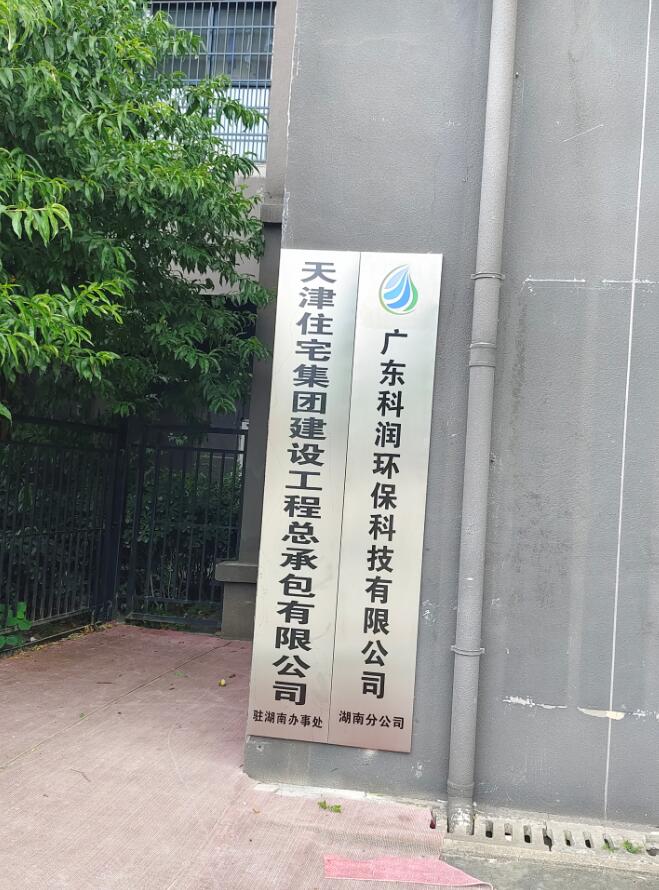 天津住宅集团建设工程总承包有限公司
驻湖南办事处
广东科润环保科技有限公司
湖南分公司